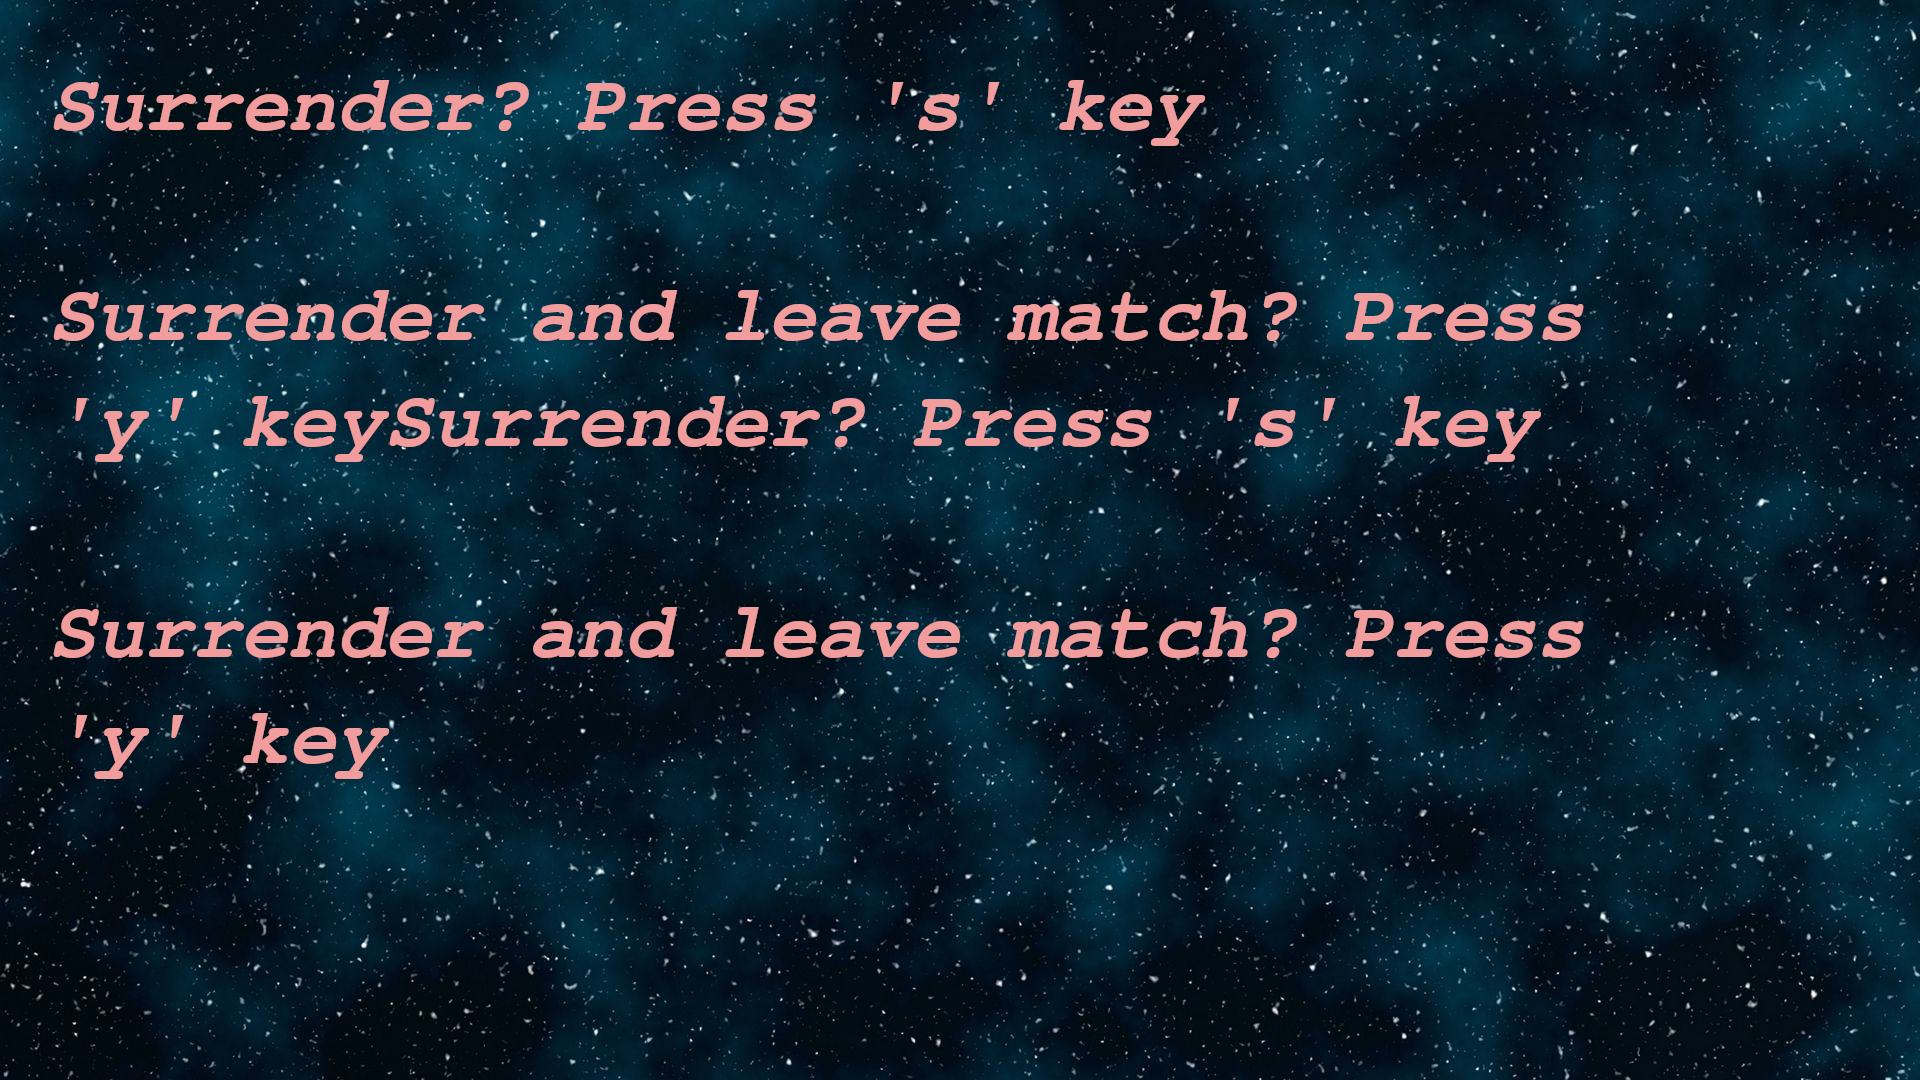 Surrender? Press 's' key
Surrender and leave match? Press
'y' keySurrender? Press 's' key
Surrender and leave match? Press
'y' key